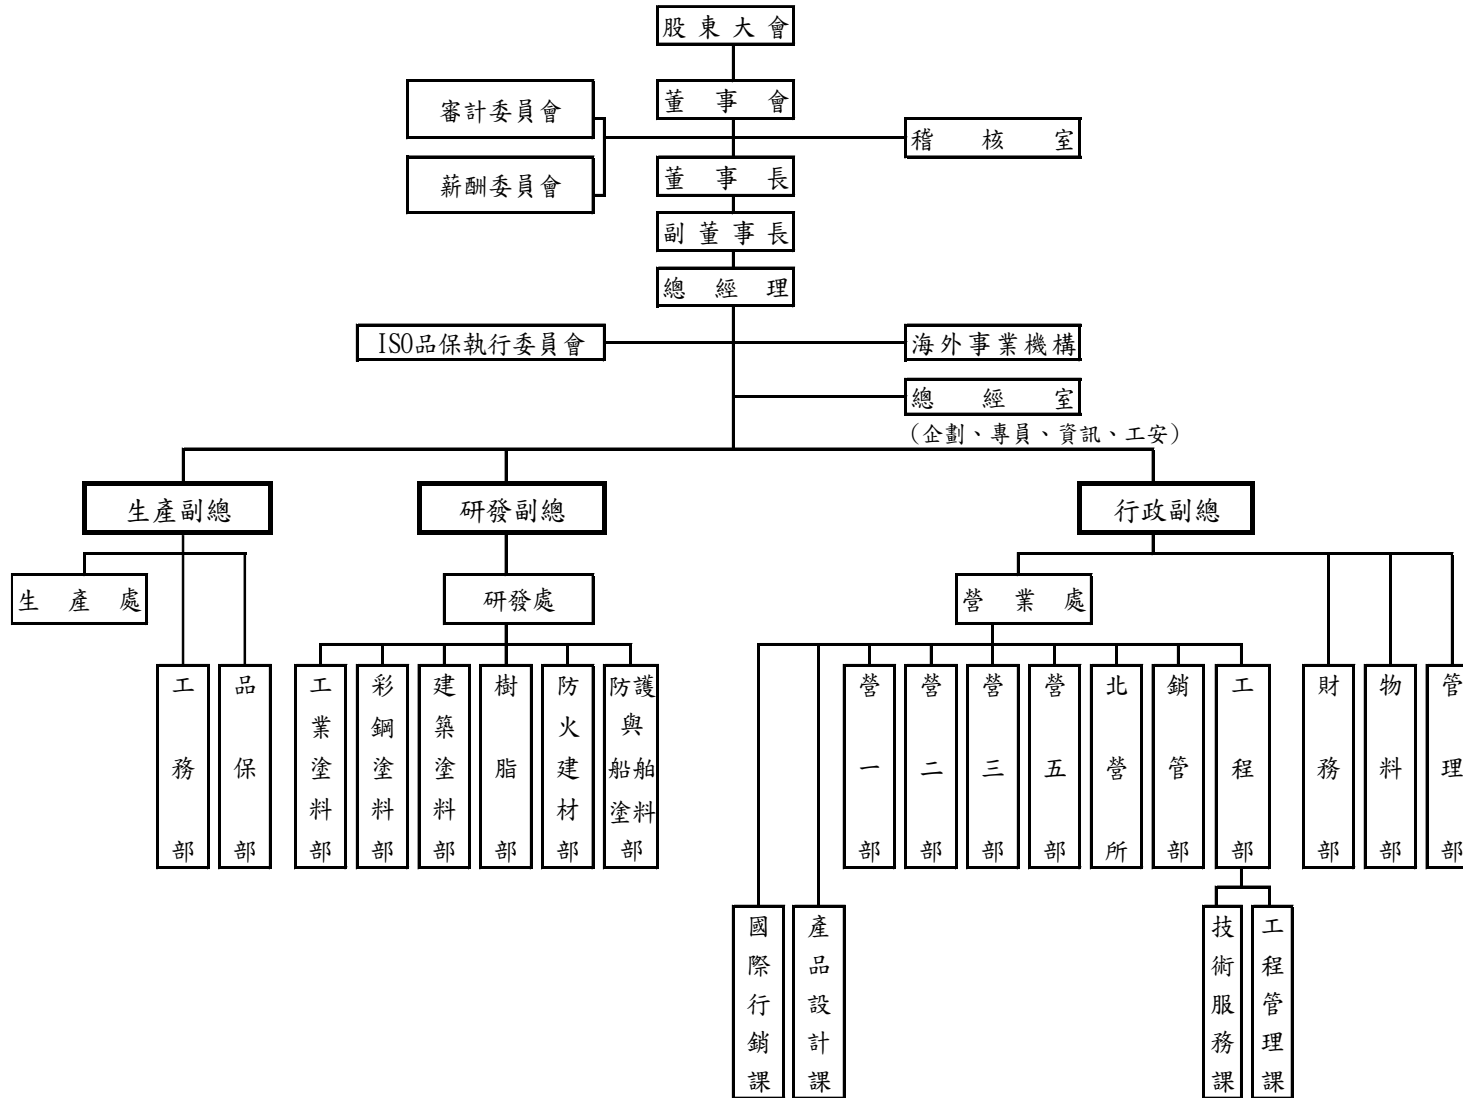 股東大會
董事會
審計委員會
稽核室
薪酬委員會
董事長
副董事長
總經理
ISO品保執行委員會
海外事業機構
總經室
(企劃、專員、資訊、工安)
生產副總
研發副總
行政副總
生產處
研發處
營業處
工務部
品保部
工業塗料部
彩鋼塗料部
建築塗料部
樹脂部
防火建材部
防護與船舶塗料部
營一部
營二部
營三部
營五部
北營所
銷管部
工程部
財務部
物料部
管理部
國際行銷課
產品設計課
技術服務課
工程管理課